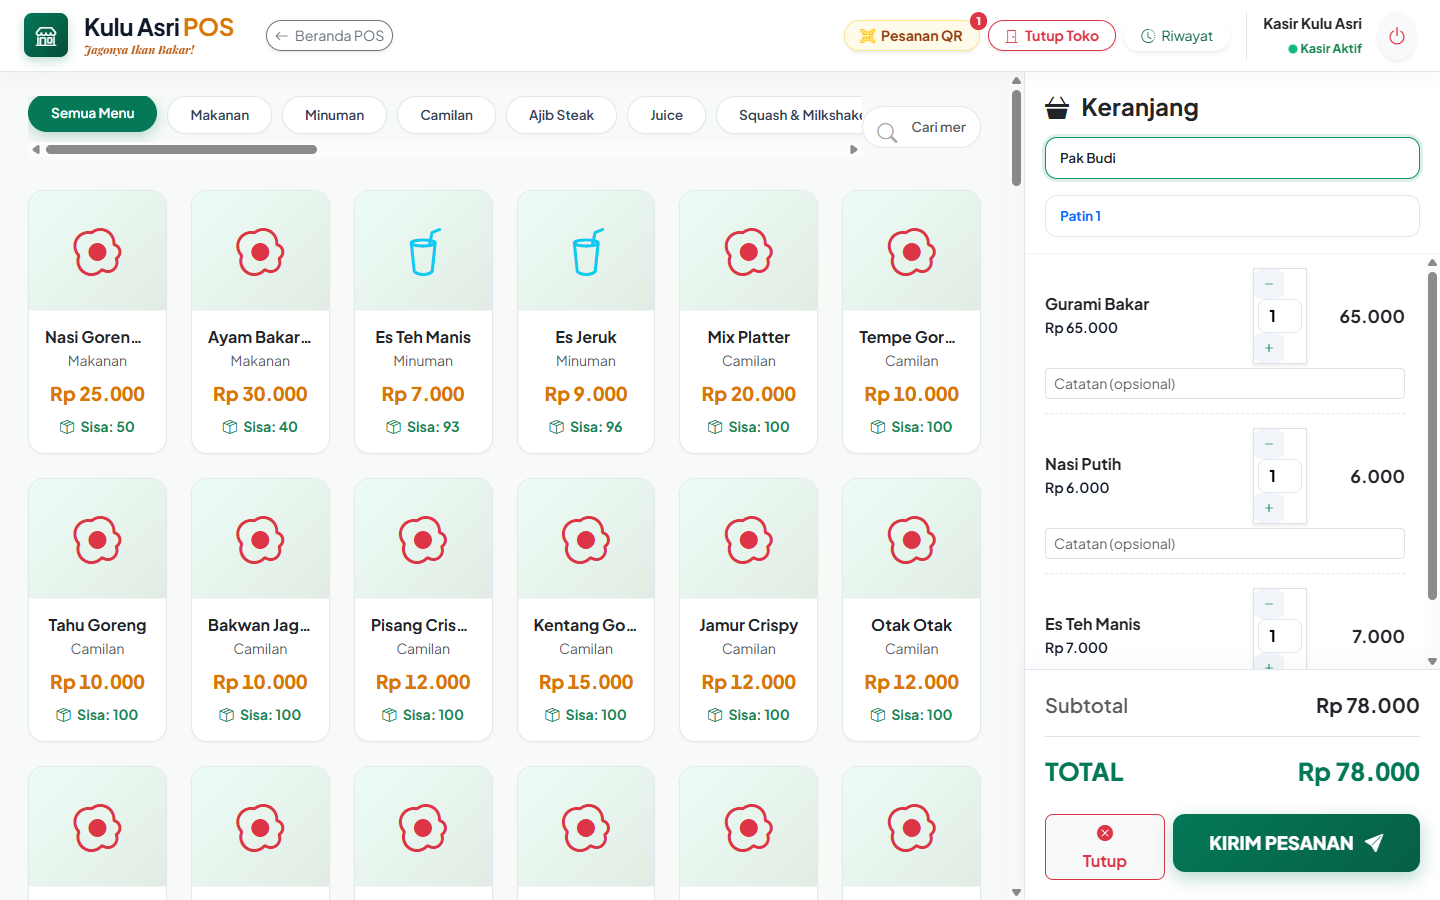 Kulu Asri POS
Jagonya Ikan Bakar!
Beranda POS
Pesanan QR
1
Tutup Toko
Riwayat
Kasir Kulu Asri
Kasir Aktif
Semua Menu
Makanan
Minuman
Camilan
Ajib Steak
Juice
Squash & Milkshake
Cari mer
Nasi Goren...
Makanan
Rp 25.000
Sisa: 50
Ayam Bakar...
Makanan
Rp 30.000
Sisa: 40
Es Teh Manis
Minuman
Rp 7.000
Sisa: 93
Es Jeruk
Minuman
Rp 9.000
Sisa: 96
Mix Platter
Camilan
Rp 20.000
Sisa: 100
Tempe Gor...
Camilan
Rp 10.000
Sisa: 100
Tahu Goreng
Camilan
Rp 10.000
Sisa: 100
Bakwan Jag...
Camilan
Rp 10.000
Sisa: 100
Pisang Cris...
Camilan
Rp 12.000
Sisa: 100
Kentang Go...
Camilan
Rp 15.000
Sisa: 100
Jamur Crispy
Camilan
Rp 12.000
Sisa: 100
Otak Otak
Camilan
Rp 12.000
Sisa: 100
Keranjang
Pak Budi
Patin 1
Gurami Bakar
Rp 65.000
−
1
+
65.000
Catatan (opsional)
Nasi Putih
Rp 6.000
−
1
+
6.000
Catatan (opsional)
Es Teh Manis
Rp 7.000
−
1
+
7.000
Subtotal
Rp 78.000
TOTAL
Rp 78.000
Tutup
KIRIM PESANAN